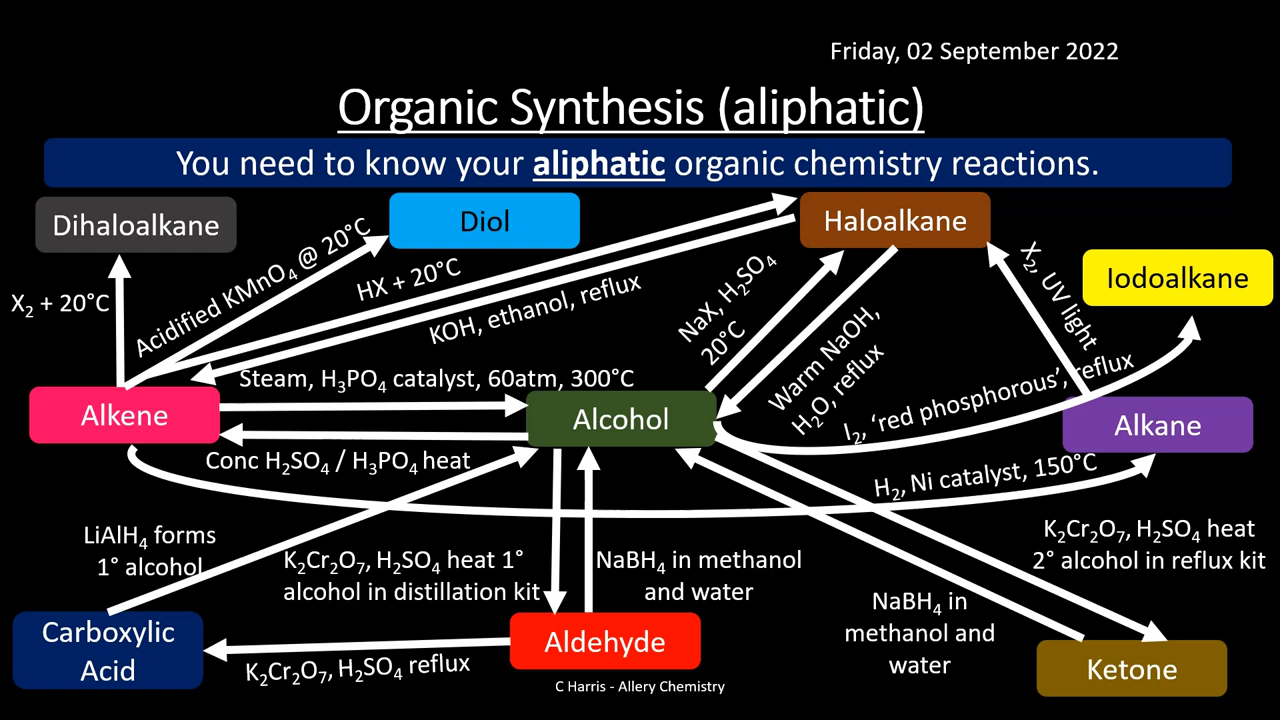 Friday, 02 September 2022
Organic Synthesis (aliphatic)
You need to know your aliphatic organic chemistry reactions.
Dihaloalkane
Diol
Haloalkane
Iodoalkane
X₂ + 20°C
Acidified KMnO₄ @ 20°C
HX + 20°C
KOH, ethanol, reflux
NaX, H₂SO₄
20°C
Warm NaOH,
H₂O, reflux
X₂, UV light
I₂, ‘red phosphorous’, reflux
Steam, H₃PO₄ catalyst, 60atm, 300°C
Alkene
Alcohol
Alkane
Conc H₂SO₄ / H₃PO₄ heat
H₂, Ni catalyst, 150°C
LiAlH₄ forms
1° alcohol
K₂Cr₂O₇, H₂SO₄ heat 1°
alcohol in distillation kit
NaBH₄ in methanol
and water
NaBH₄ in
methanol and
water
K₂Cr₂O₇, H₂SO₄ heat
2° alcohol in reflux kit
Carboxylic
Acid
K₂Cr₂O₇, H₂SO₄ reflux
Aldehyde
Ketone
C Harris - Allery Chemistry